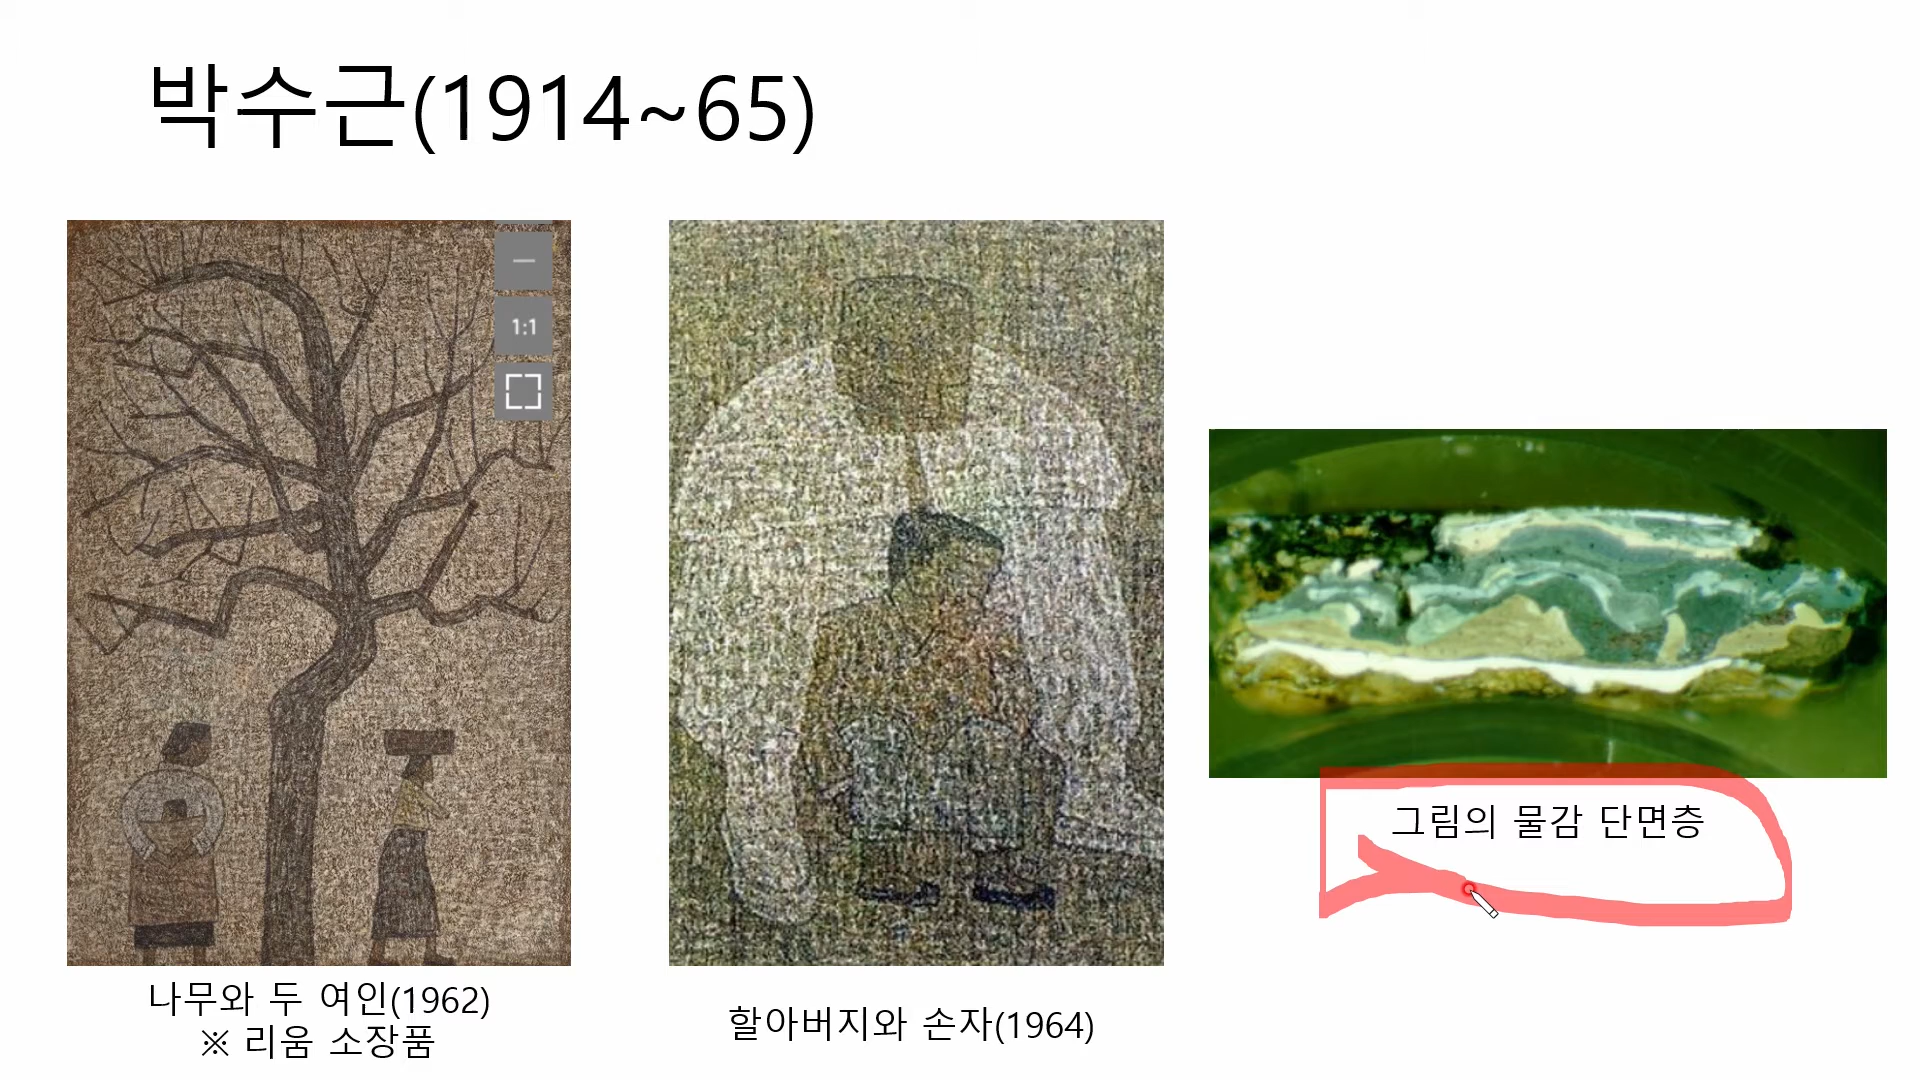 박수근(1914~65)
1:1
나무와 두 여인(1962)
※ 리움 소장품
할아버지와 손자(1964)
그림의 물감 단면층